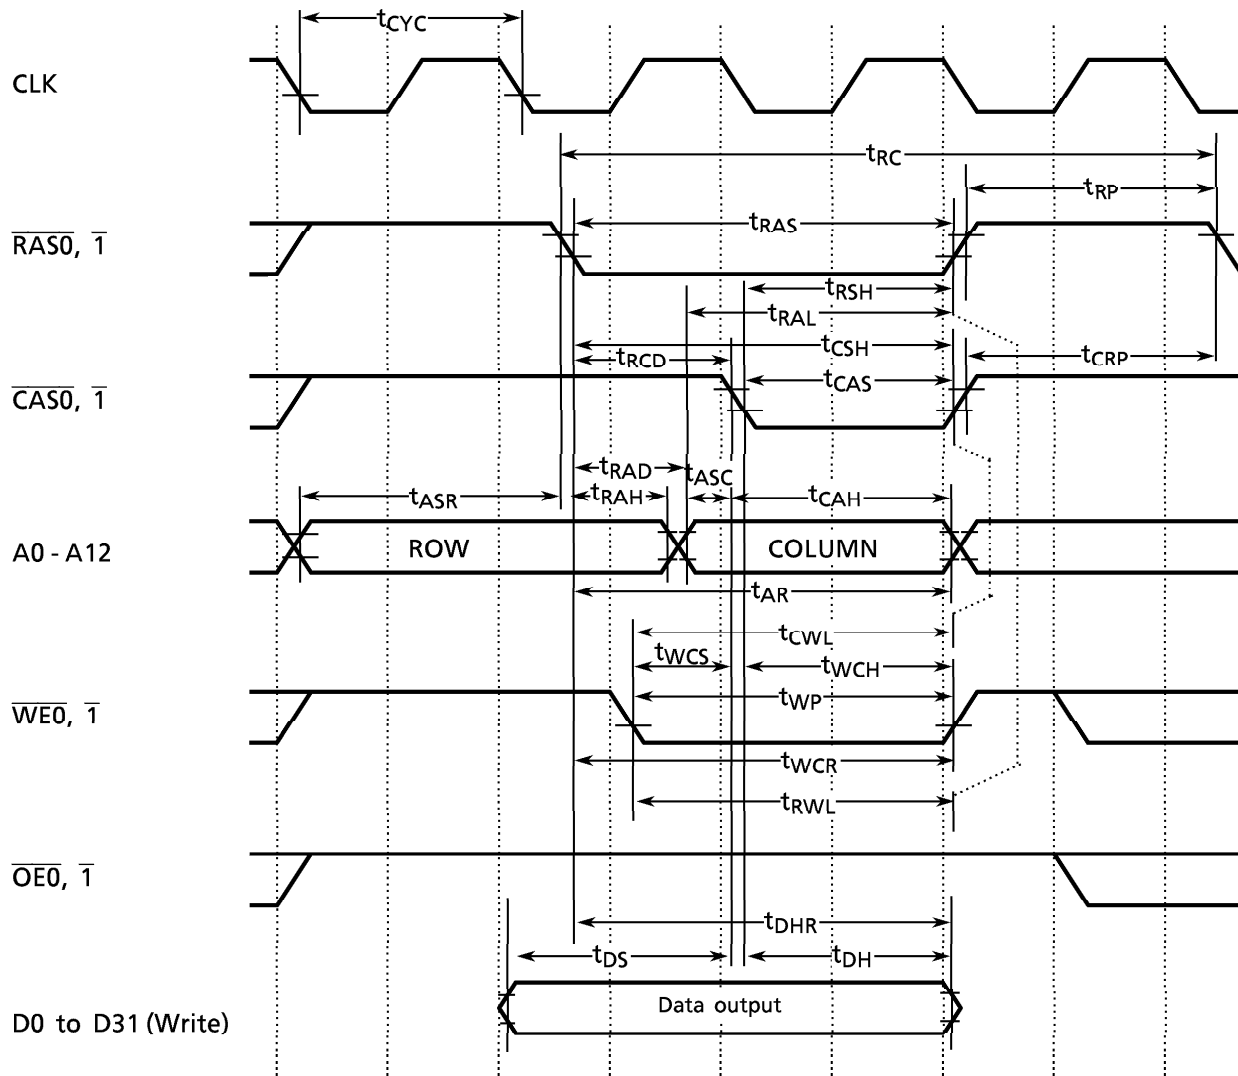 tCYC
CLK
tRC
tRP
RAS0, 1
tRAS
tRSH
tRAL
tCSH
tRCD
tCRP
CAS0, 1
tCAS
tRAD
tASC
tASR
tRAH
tCAH
A0 - A12
ROW
COLUMN
tAR
tCWL
tWCS
tWCH
WE0, 1
tWP
tWCR
tRWL
OE0, 1
tDHR
tDS
tDH
D0 to D31 (Write)
Data output